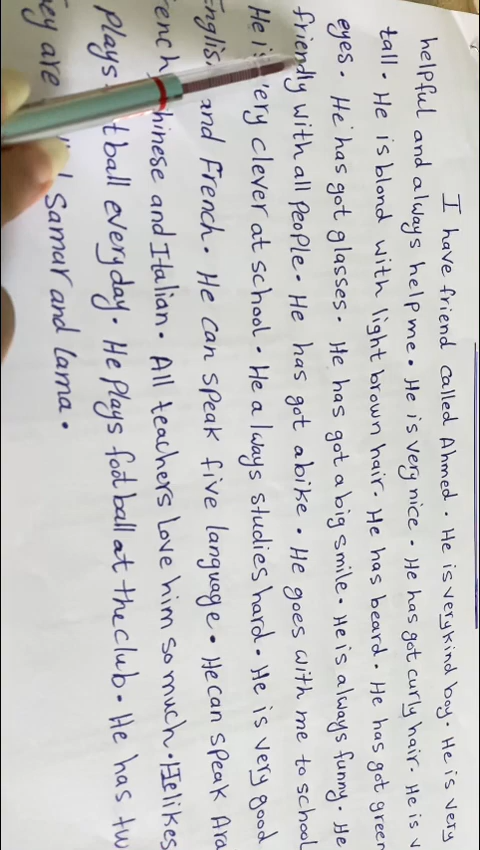 I have friend called Ahmed. He is very kind boy. He is very
helpful and always help me. He is very nice. He has got curly hair. He is
tall. He is blond with light brown hair. He has beard. He has got green
eyes. He has got glasses. He has got a big smile. He is always funny. He
friendly with all people. He has got a bike. He goes with me to school
He very clever at school. He always studies hard. He is very good
and French. He can speak five language. He can speak Ara
Chinese and Italian. All teachers love him so much. He likes
Plays everyday. He plays football at the club. He has tw
are Samar and Lama.